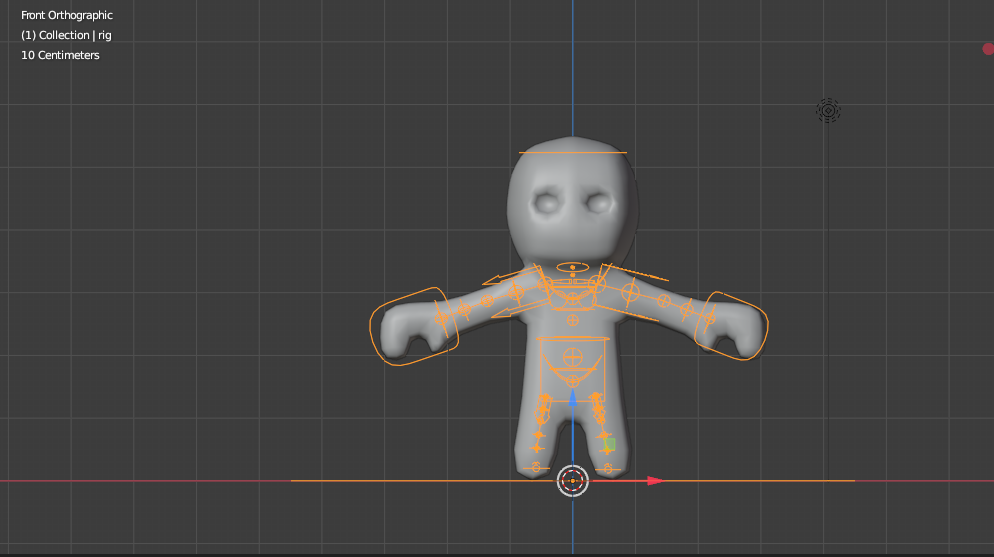 Front Orthographic
(1) Collection | rig
10 Centimeters